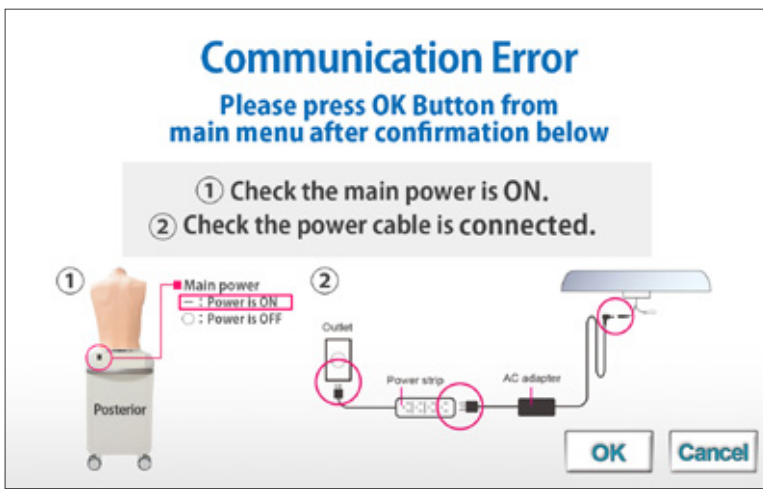 Communication Error
Please press OK Button from
main menu after confirmation below
① Check the main power is ON.
② Check the power cable is connected.
①
Main power
– : Power is ON
○ : Power is OFF
Posterior
②
Outlet
Power strip
AC adapter
OK
Cancel